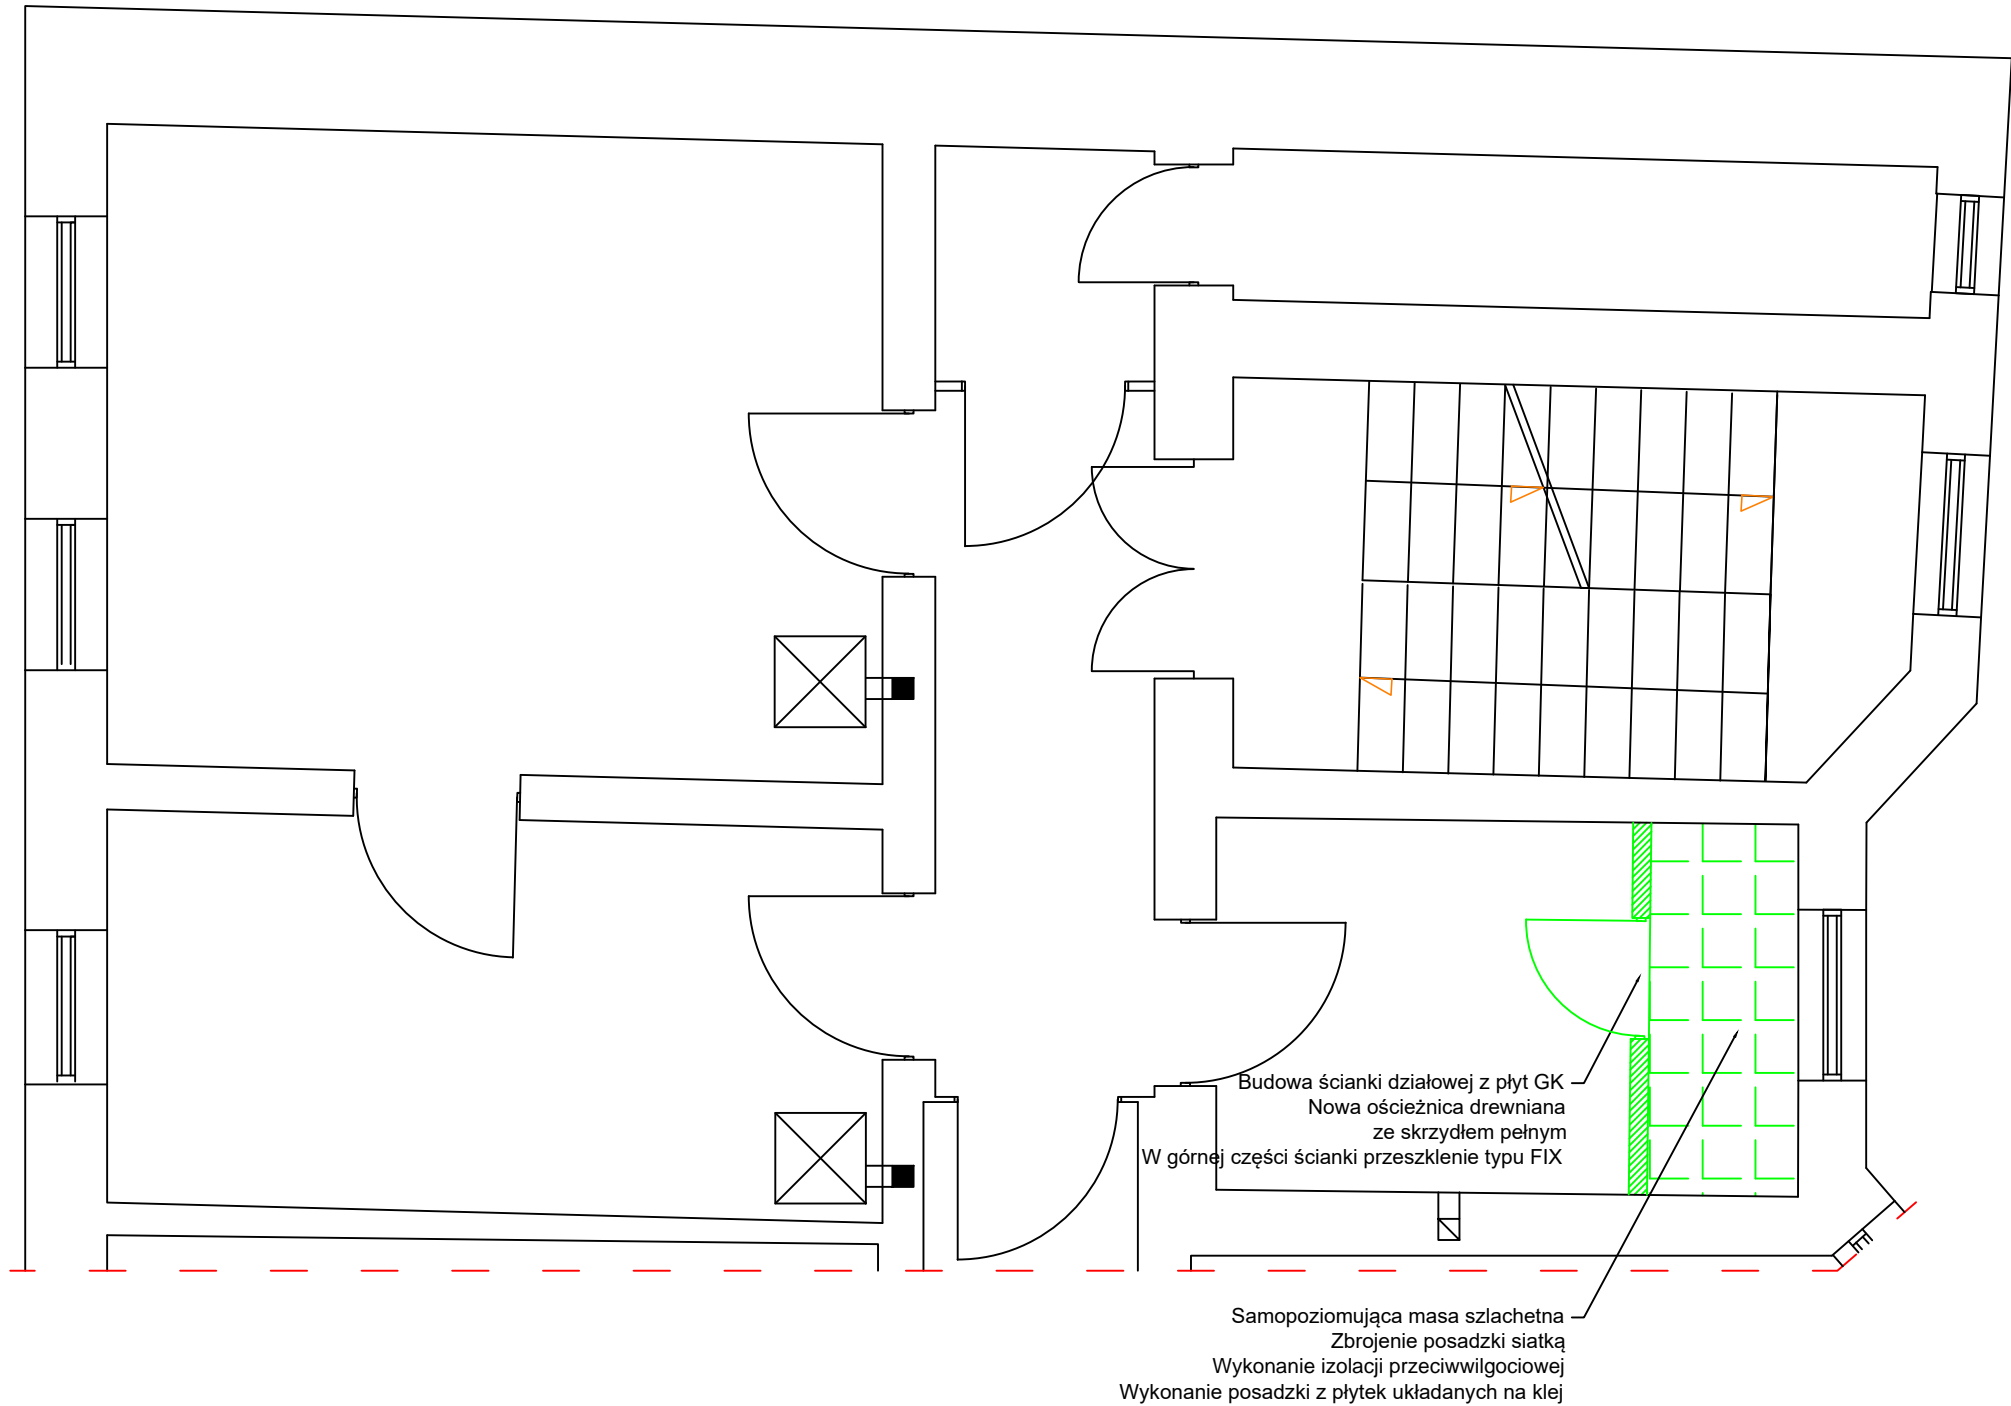 Budowa ścianki działowej z płyt GK
Nowa ościeżnica drewniana
ze skrzydłem pełnym
W górnej części ścianki przeszklenie typu FIX
Samopoziomująca masa szlachetna
Zbrojenie posadzki siatką
Wykonanie izolacji przeciwwilgociowej
Wykonanie posadzki z płytek układanych na klej